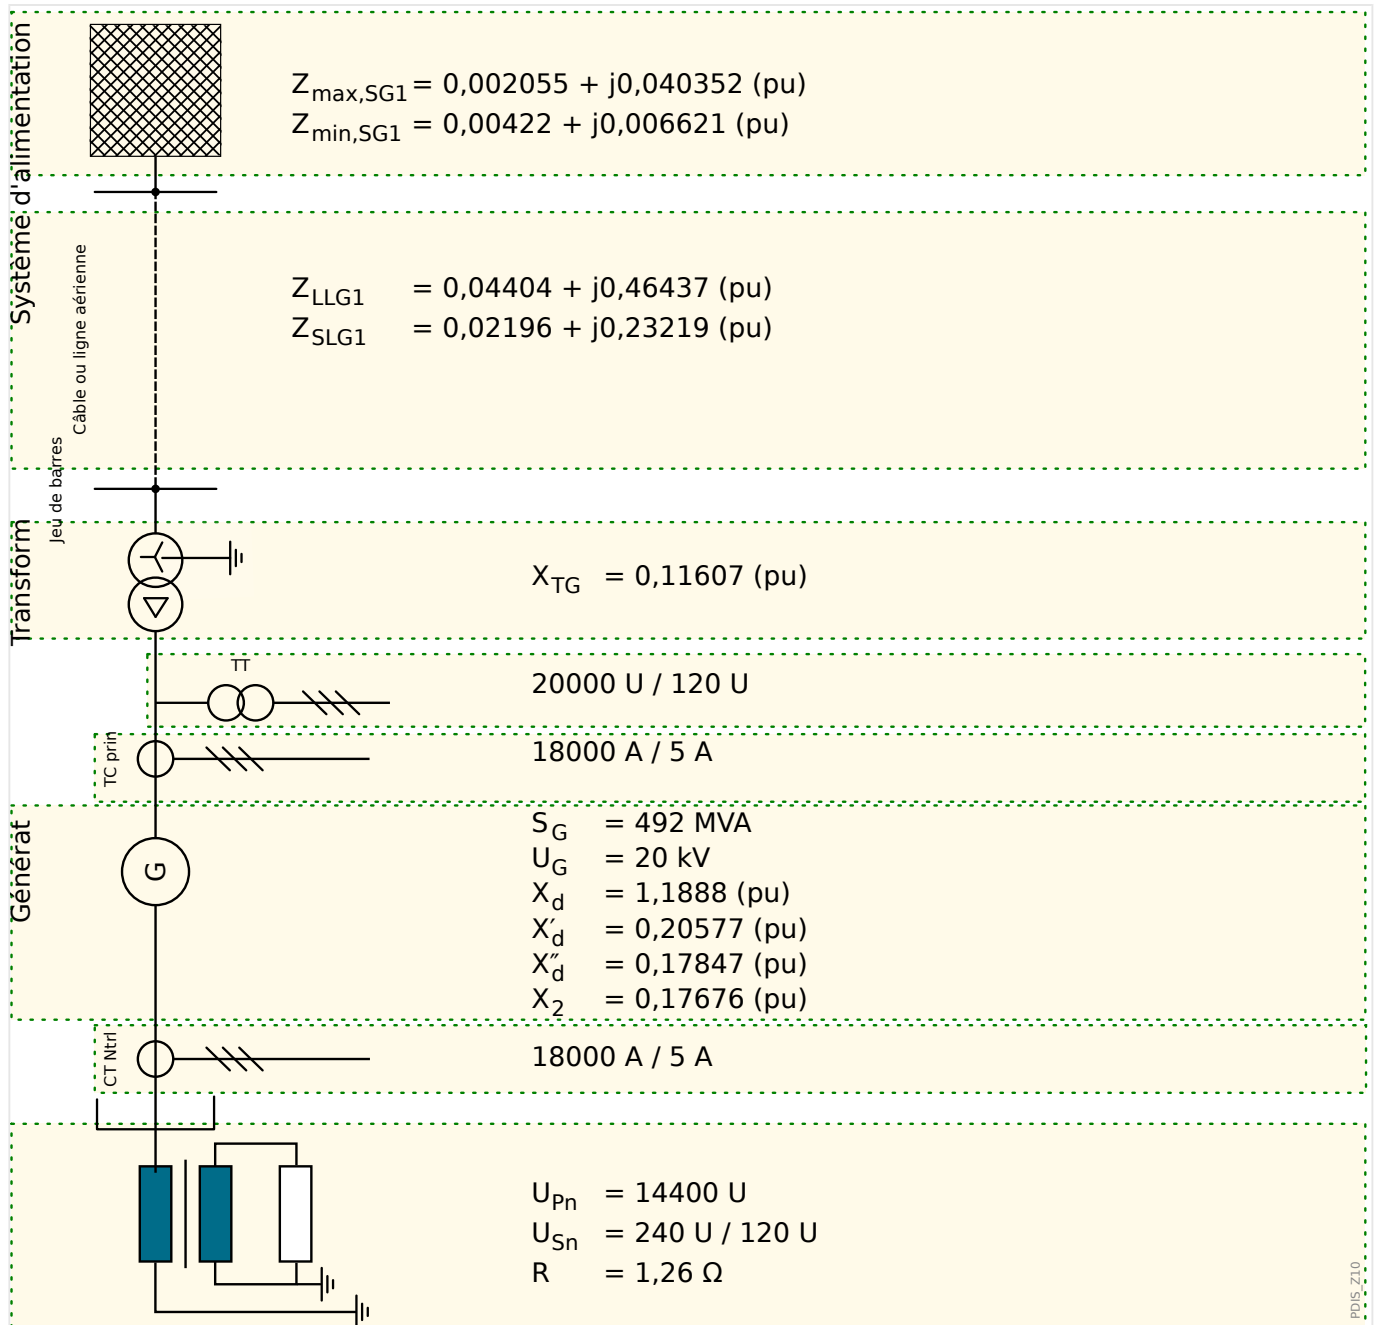 Système d'alimentation
Zmax,SG1 = 0,002055 + j0,040352 (pu)
Zmin,SG1 = 0,00422 + j0,006621 (pu)
Câble ou ligne aérienne
ZLLG1 = 0,04404 + j0,46437 (pu)
ZSLG1 = 0,02196 + j0,23219 (pu)
Jeu de barres
Transform
XTG = 0,11607 (pu)
TT
20000 U / 120 U
TC prin
18000 A / 5 A
Générat
G
SG = 492 MVA
UG = 20 kV
Xd = 1,1888 (pu)
X′d = 0,20577 (pu)
X″d = 0,17847 (pu)
X2 = 0,17676 (pu)
CT Ntrl
18000 A / 5 A
UPn = 14400 U
USn = 240 U / 120 U
R = 1,26 Ω
PDIS_Z10